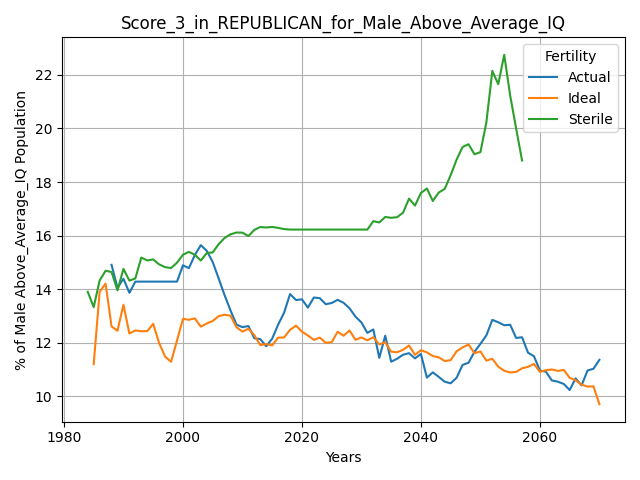 Score_3_in_REPUBLICAN_for_Male_Above_Average_IQ
% of Male Above_Average_IQ Population
22
20
18
16
14
12
10
Fertility
Actual
Ideal
Sterile
1980
2000
2020
2040
2060
Years